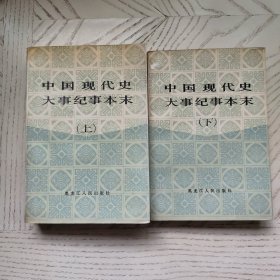 中国现代史
大事纪事本末
(上)
黑龙江人民出版社
中国现代史
大事纪事本末
(下)
黑龙江人民出版社